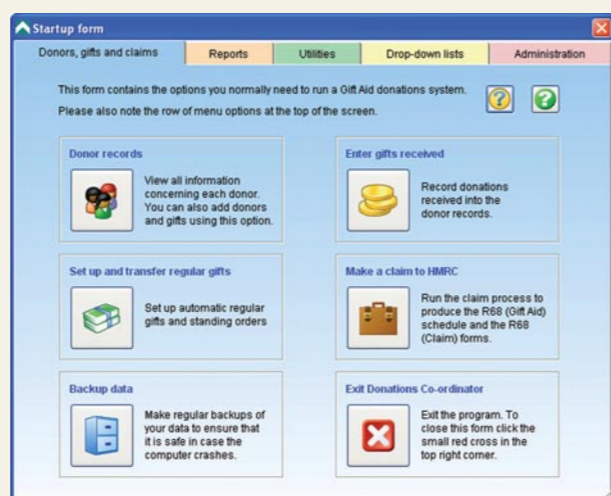 Startup form
Donors, gifts and claims
Reports
Utilities
Drop-down lists
Administration
This form contains the options you normally need to run a Gift Aid donations system.
Please also note the row of menu options at the top of the screen.
Donor records
View all information
concerning each donor.
You can also add donors
and gifts using this option.
Enter gifts received
Record donations
received into the
donor records.
Set up and transfer regular gifts
Set up automatic regular
gifts and standing orders
Make a claim to HMRC
Run the claim process to
produce the R68 (Gift Aid)
schedule and the R68
(Claim) forms.
Backup data
Make regular backups of
your data to ensure that
it is safe in case the
computer crashes.
Exit Donations Co-ordinator
Exit the program. To
close this form click the
small red cross in the
top right corner.